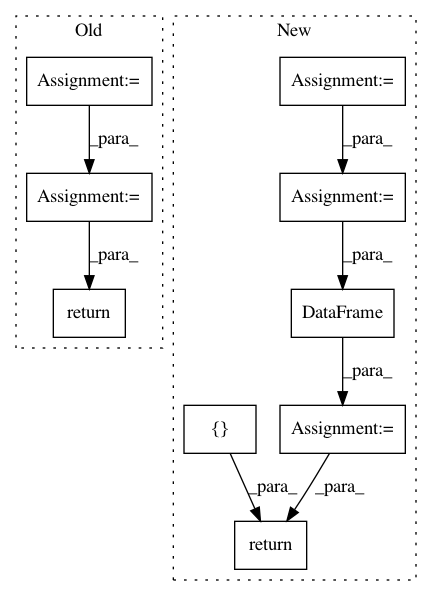 Old
New
Assignment:=
Assignment:=
_para_
_para_
Assignment:=
Assignment:=
_para_
_para_
return
DataFrame
_para_
{}
Assignment:=
_para_
_para_
return